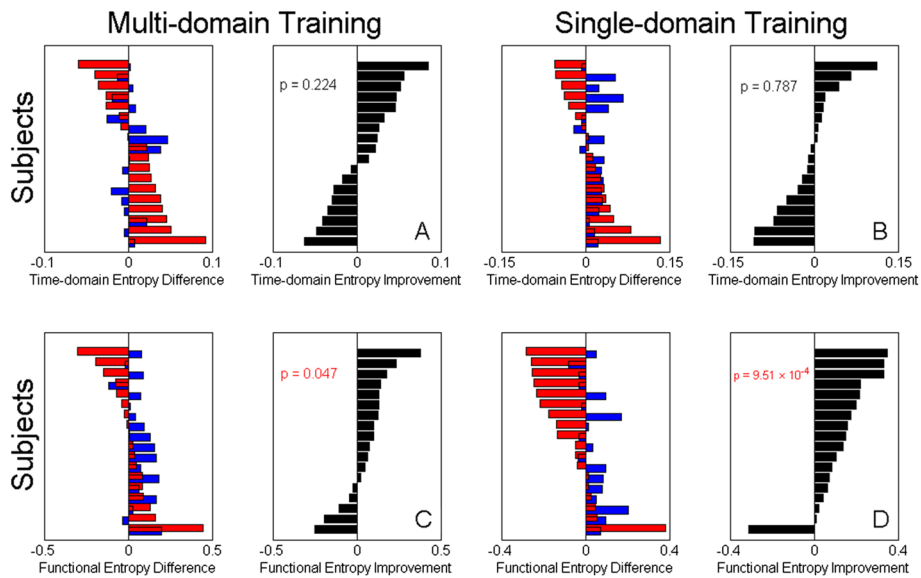 Multi-domain Training
Single-domain Training
Subjects
p = 0.224
A
p = 0.787
B
-0.1 0 0.1
-0.1 0 0.1
-0.15 0 0.15
-0.15 0 0.15
Time-domain Entropy Difference
Time-domain Entropy Improvement
Time-domain Entropy Difference
Time-domain Entropy Improvement
Subjects
p = 0.047
C
p = 9.51 × 10⁻⁴
D
-0.5 0 0.5
-0.5 0 0.5
-0.4 0 0.4
-0.4 0 0.4
Functional Entropy Difference
Functional Entropy Improvement
Functional Entropy Difference
Functional Entropy Improvement